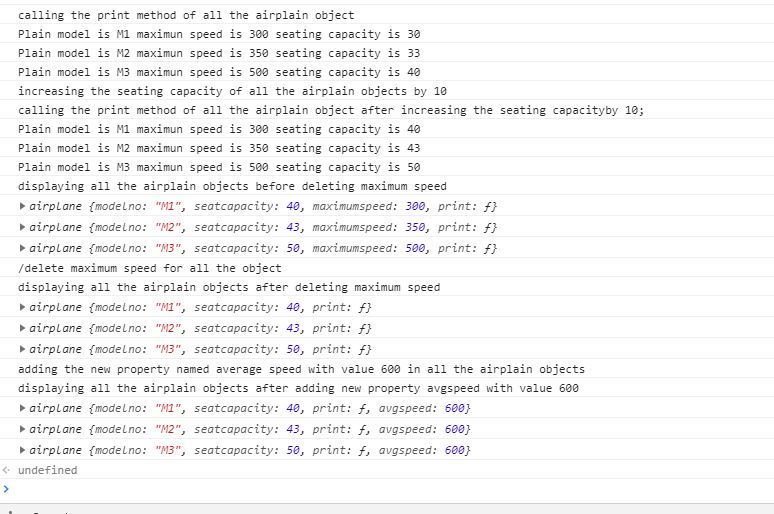 calling the print method of all the airplain object
Plain model is M1 maximun speed is 300 seating capacity is 30
Plain model is M2 maximun speed is 350 seating capacity is 33
Plain model is M3 maximun speed is 500 seating capacity is 40
increasing the seating capacity of all the airplain objects by 10
calling the print method of all the airplain object after increasing the seating capacityby 10;
Plain model is M1 maximun speed is 300 seating capacity is 40
Plain model is M2 maximun speed is 350 seating capacity is 43
Plain model is M3 maximun speed is 500 seating capacity is 50
displaying all the airplain objects before deleting maximum speed
▶ airplane {modelno: "M1", seatcapacity: 40, maximumspeed: 300, print: ƒ}
▶ airplane {modelno: "M2", seatcapacity: 43, maximumspeed: 350, print: ƒ}
▶ airplane {modelno: "M3", seatcapacity: 50, maximumspeed: 500, print: ƒ}
/delete maximum speed for all the object
displaying all the airplain objects after deleting maximum speed
▶ airplane {modelno: "M1", seatcapacity: 40, print: ƒ}
▶ airplane {modelno: "M2", seatcapacity: 43, print: ƒ}
▶ airplane {modelno: "M3", seatcapacity: 50, print: ƒ}
adding the new property named average speed with value 600 in all the airplain objects
displaying all the airplain objects after adding new property avgspeed with value 600
▶ airplane {modelno: "M1", seatcapacity: 40, print: ƒ, avgspeed: 600}
▶ airplane {modelno: "M2", seatcapacity: 43, print: ƒ, avgspeed: 600}
▶ airplane {modelno: "M3", seatcapacity: 50, print: ƒ, avgspeed: 600}
undefined